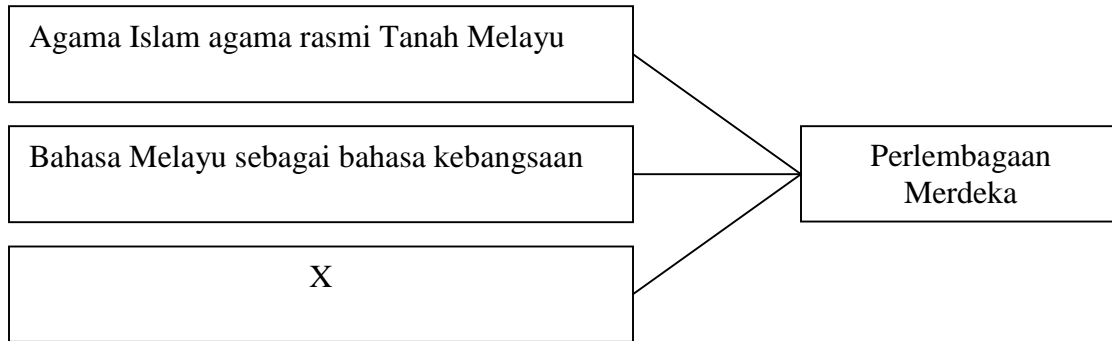 Agama Islam agama rasmi Tanah Melayu
Bahasa Melayu sebagai bahasa kebangsaan
X
Perlembagaan
Merdeka